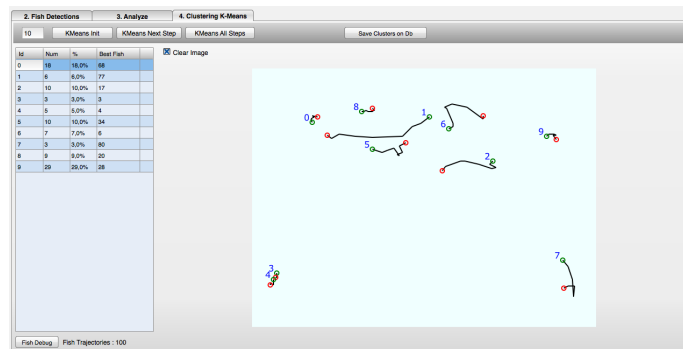 2. Fish Detections 3. Analyze 4. Clustering K-Means
10 KMeans Init KMeans Next Step KMeans All Steps Save Clusters on Db
Id Num % Best Fish
Clear Image
0 18 18,0% 68
1 6 6,0% 77
2 10 10,0% 17
3 3 3,0% 3
4 5 5,0% 4
5 10 10,0% 34
6 7 7,0% 6
7 3 3,0% 80
8 9 9,0% 20
9 29 29,0% 28
8
0 1
6
9
5
2
7
3
4
Fish Debug Fish Trajectories : 100